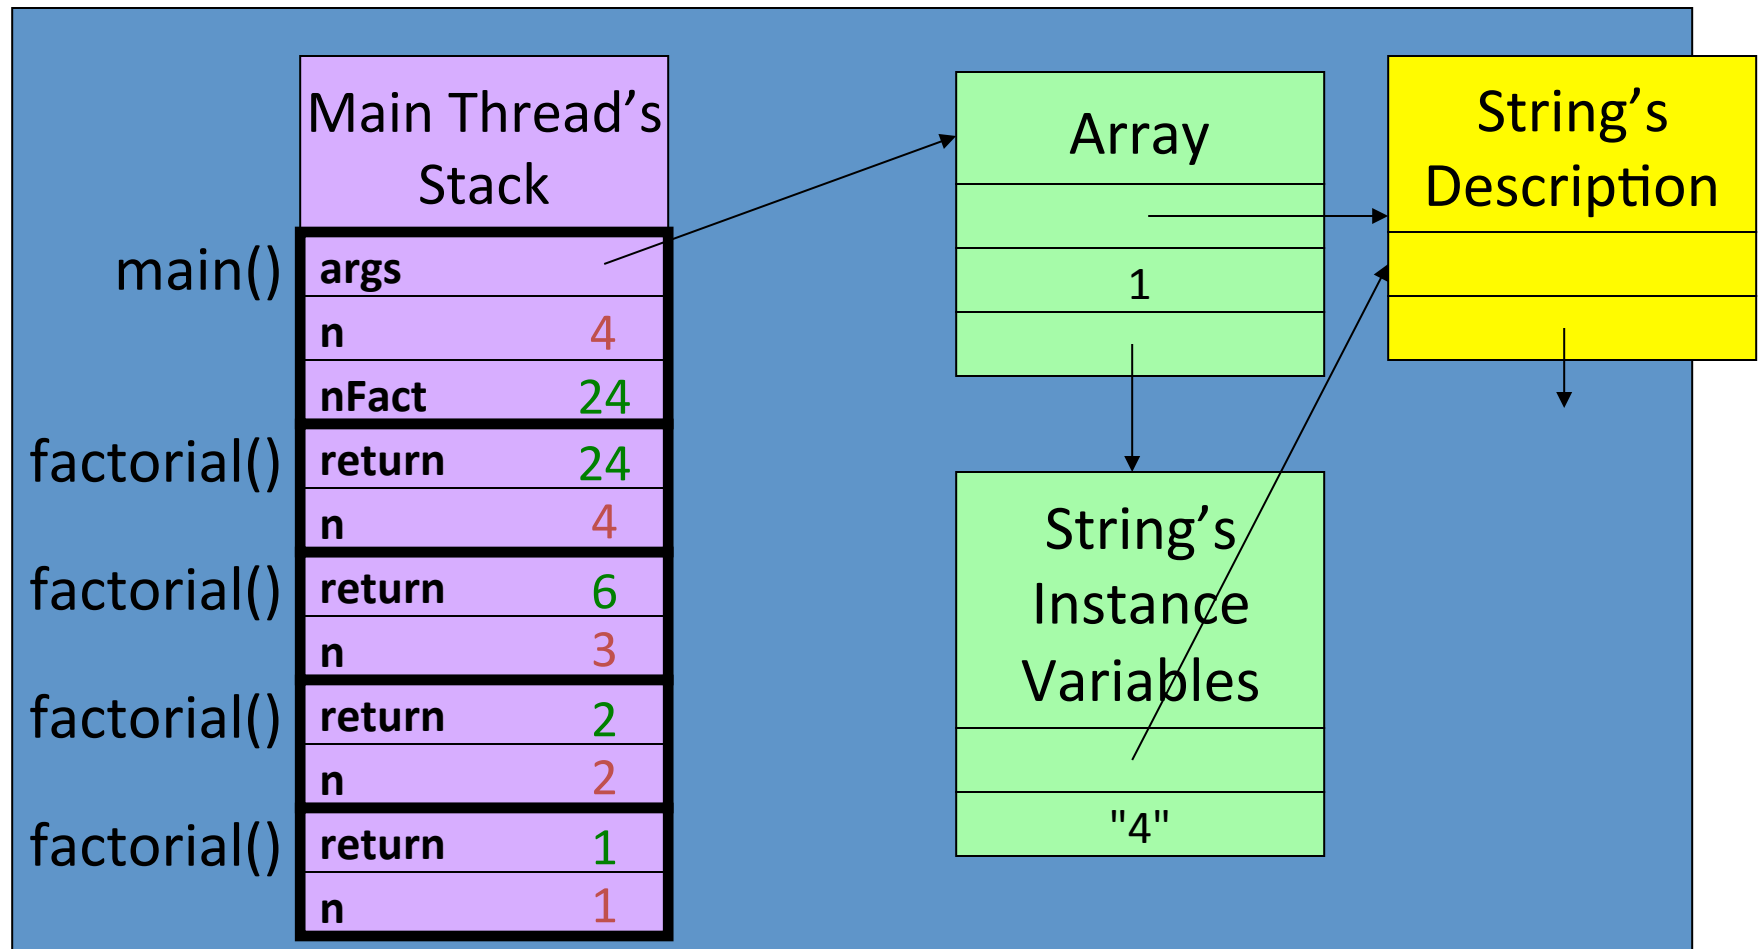 Main Thread's
Stack
main()
args
n 4
nFact 24
factorial()
return 24
n 4
factorial()
return 6
n 3
factorial()
return 2
n 2
factorial()
return 1
n 1
Array
1
String's
Instance
Variables
"4"
String's
Description